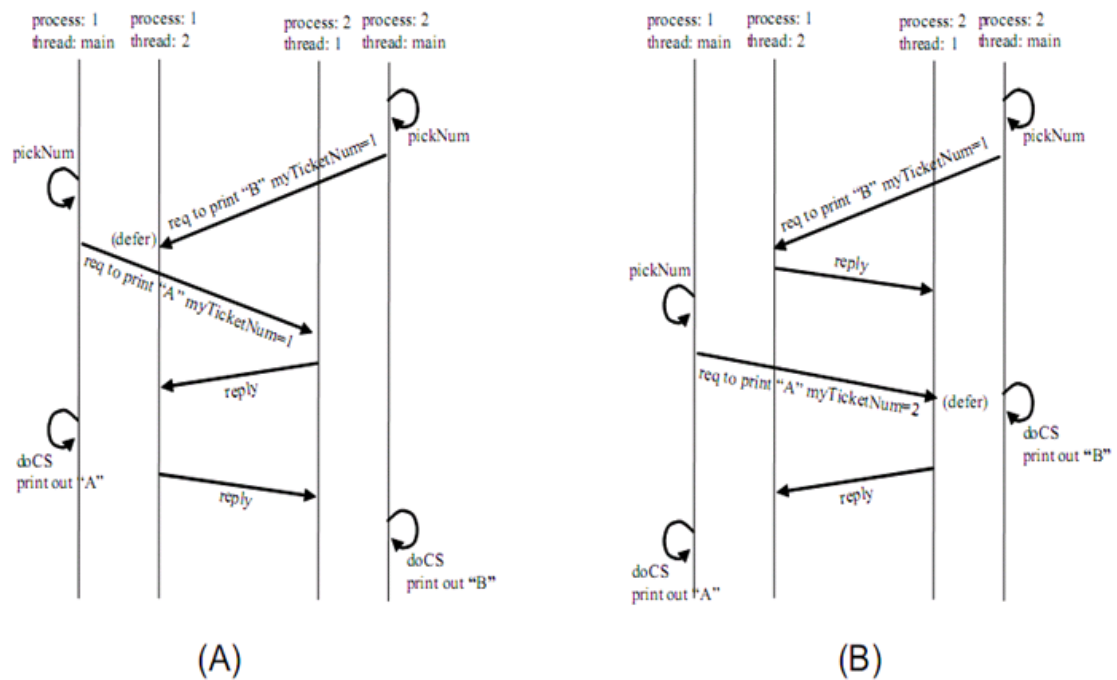 process: 1
thread: main
process: 1
thread: 2
process: 2
thread: 1
process: 2
thread: main
pickNum
req to print “B” myTicketNum=1
pickNum
(defer)
req to print “A” myTicketNum=1
reply
doCS
print out “A”
reply
doCS
print out “B”
(A)
process: 1
thread: main
process: 1
thread: 2
process: 2
thread: 1
process: 2
thread: main
pickNum
req to print “B” myTicketNum=1
reply
pickNum
req to print “A” myTicketNum=2
(defer)
doCS
print out “B”
reply
doCS
print out “A”
(B)